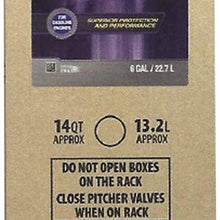 FOR GASOLINE ENGINES
SUPERIOR PROTECTION
AND PERFORMANCE
6 GAL / 22.7 L
14QT
APPROX
13.2L
APPROX
DO NOT OPEN BOXES
ON THE RACK
CLOSE PITCHER VALVES
WHEN ON RACK